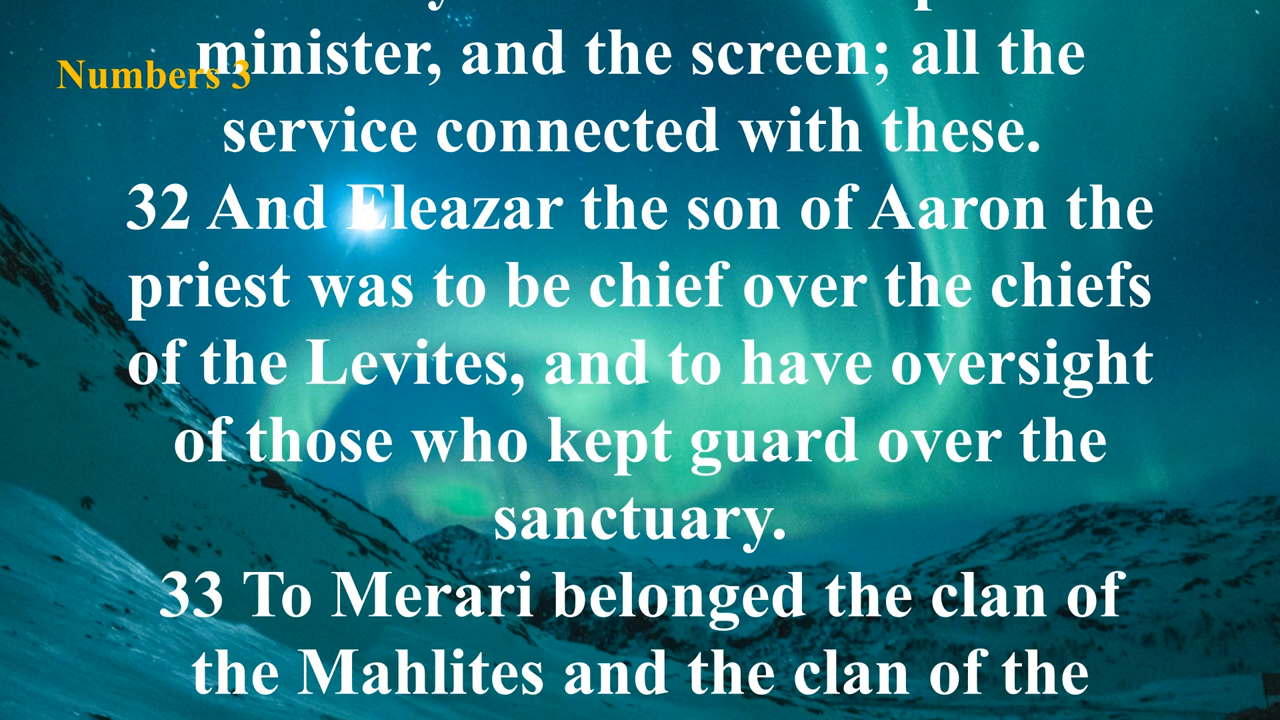 Numbers 3
minister, and the screen; all the
service connected with these.
32 And Eleazar the son of Aaron the
priest was to be chief over the chiefs
of the Levites, and to have oversight
of those who kept guard over the
sanctuary.
33 To Merari belonged the clan of
the Mahlites and the clan of the